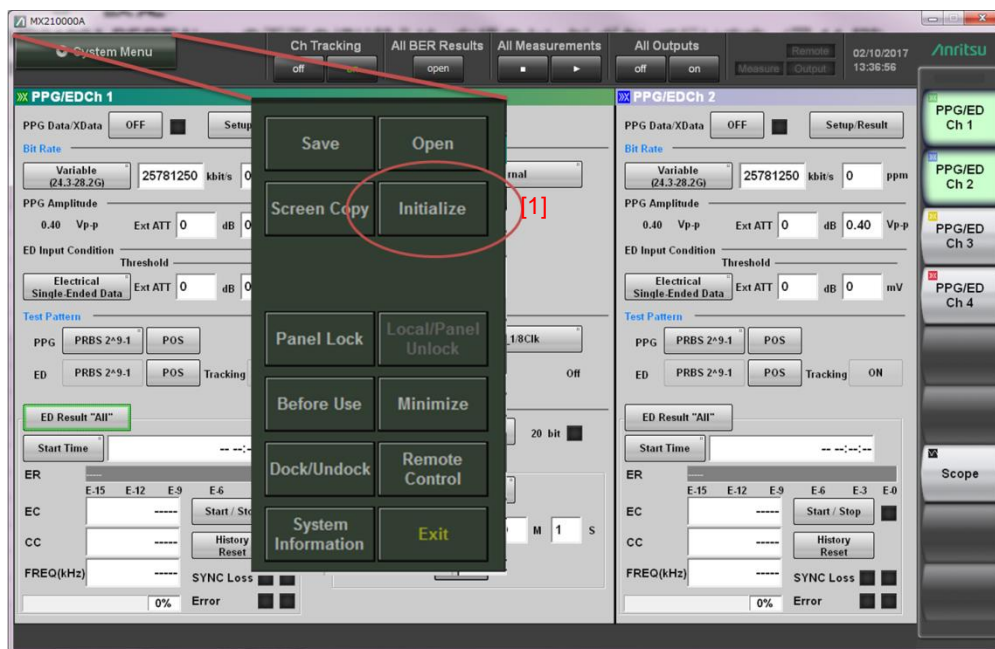 MX210000A
System Menu
Ch Tracking
off
on
All BER Results
open
All Measurements
All Outputs
off
on
Remote
Measure
Output
02/10/2017
13:36:56
Anritsu
PPG/EDCh 1
PPG Data/XData
OFF
Setup
Bit Rate
Variable
(24.3-28.2G)
25781250
kbit/s
0
PPG Amplitude
0.40 Vp-p
Ext ATT
0
dB
0
ED Input Condition
Threshold
Electrical
Single-Ended Data
Ext ATT
0
dB
0
Test Pattern
PPG
PRBS 2^9-1
POS
ED
PRBS 2^9-1
POS
Tracking
ED Result "All"
Start Time
-- --:-
ER
----
E-15 E-12 E-9 E-6
EC
-----
Start / Sto
CC
-----
History
Reset
FREQ(kHz)
-----
SYNC Loss
0%
Error
Save
Open
Screen Copy
Initialize
[1]
Panel Lock
Local/Panel
Unlock
Before Use
Minimize
Dock/Undock
Remote
Control
System
Information
Exit
rnal
_1/8Clk
Off
20 bit
M
1
S
PPG/EDCh 2
PPG Data/XData
OFF
Setup/Result
Bit Rate
Variable
(24.3-28.2G)
25781250
kbit/s
0
ppm
PPG Amplitude
0.40 Vp-p
Ext ATT
0
dB
0.40
Vp-p
ED Input Condition
Threshold
Electrical
Single-Ended Data
Ext ATT
0
dB
0
mV
Test Pattern
PPG
PRBS 2^9-1
POS
ED
PRBS 2^9-1
POS
Tracking
ON
ED Result "All"
Start Time
-- --:--:--
ER
----
E-15 E-12 E-9 E-6 E-3 E-0
EC
-----
Start / Stop
CC
-----
History
Reset
FREQ(kHz)
-----
SYNC Loss
0%
Error
PPG/ED
Ch 1
PPG/ED
Ch 2
PPG/ED
Ch 3
PPG/ED
Ch 4
Scope